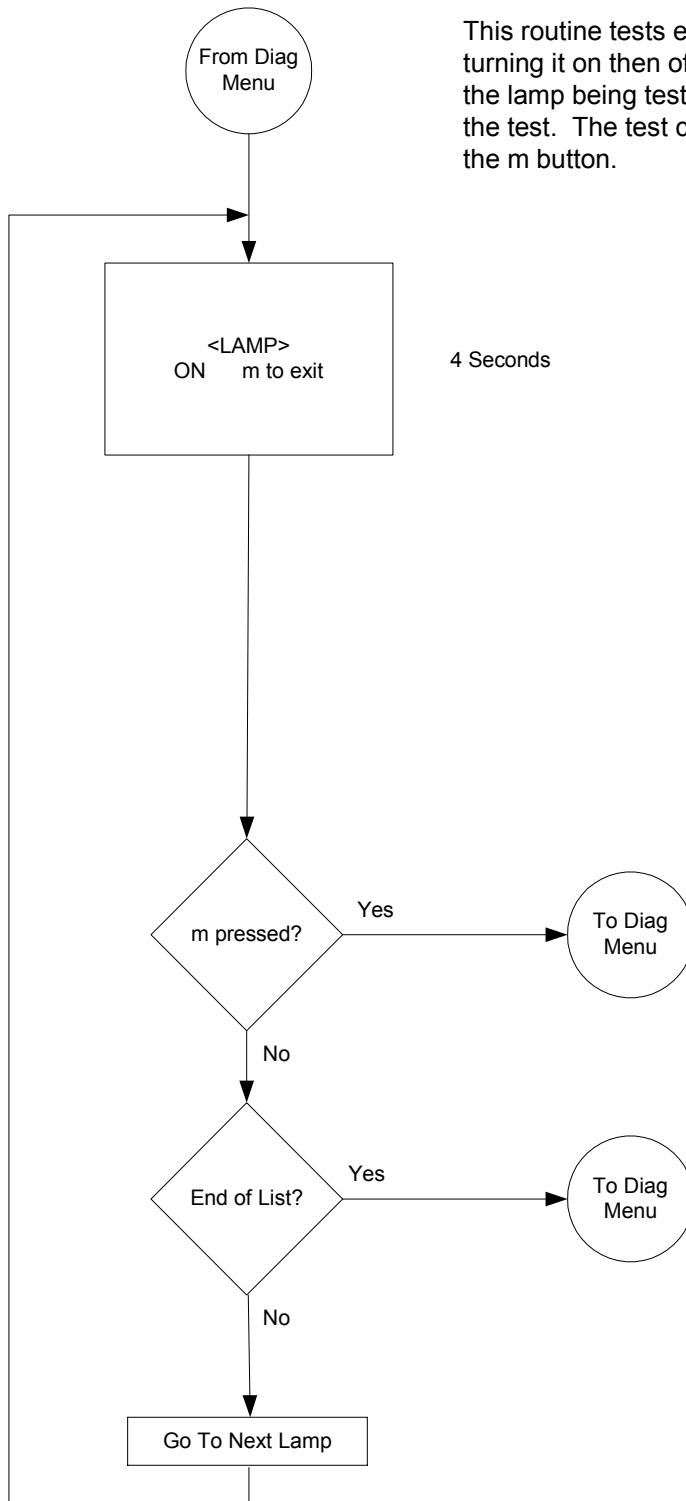 From Diag
Menu
This routine tests e
turning it on then of
the lamp being test
the test.  The test c
the m button.
<LAMP>
ON      m to exit
4 Seconds
m pressed?
Yes
To Diag
Menu
No
End of List?
Yes
To Diag
Menu
No
Go To Next Lamp